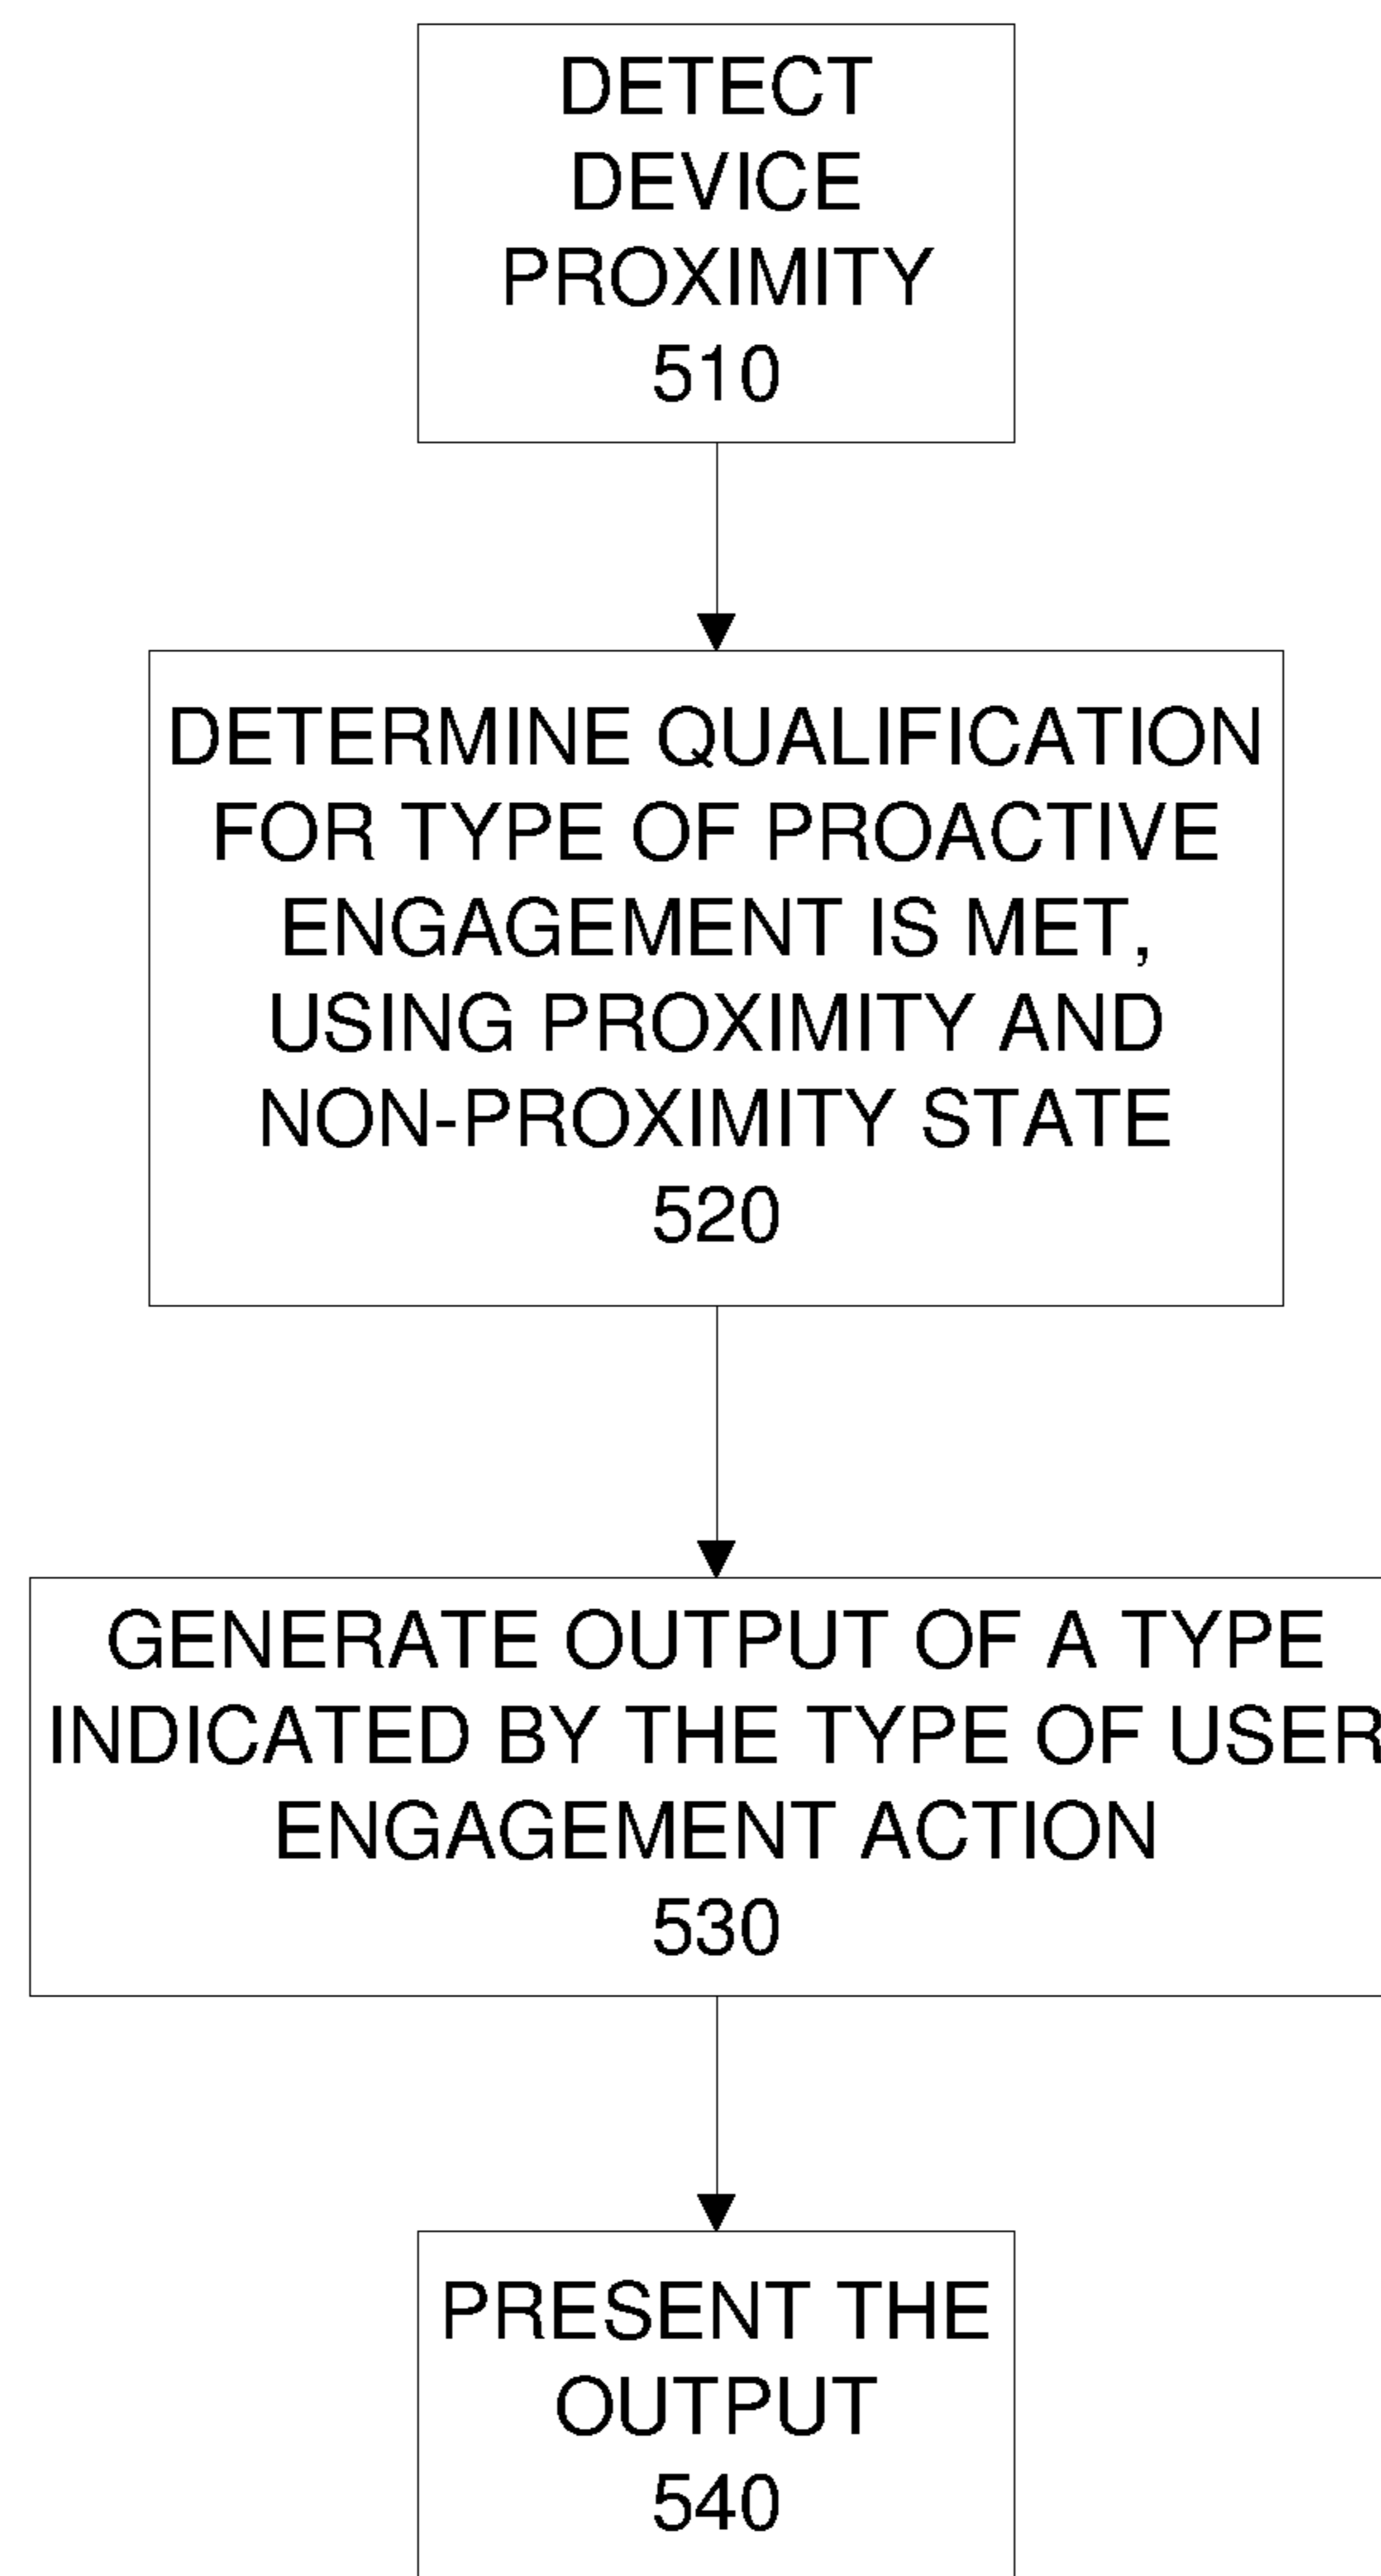 DETECT
DEVICE
PROXIMITY
510
DETERMINE QUALIFICATION
FOR TYPE OF PROACTIVE
ENGAGEMENT IS MET,
USING PROXIMITY AND
NON-PROXIMITY STATE
520
GENERATE OUTPUT OF A TYPE
INDICATED BY THE TYPE OF USER
ENGAGEMENT ACTION
530
PRESENT THE
OUTPUT
540